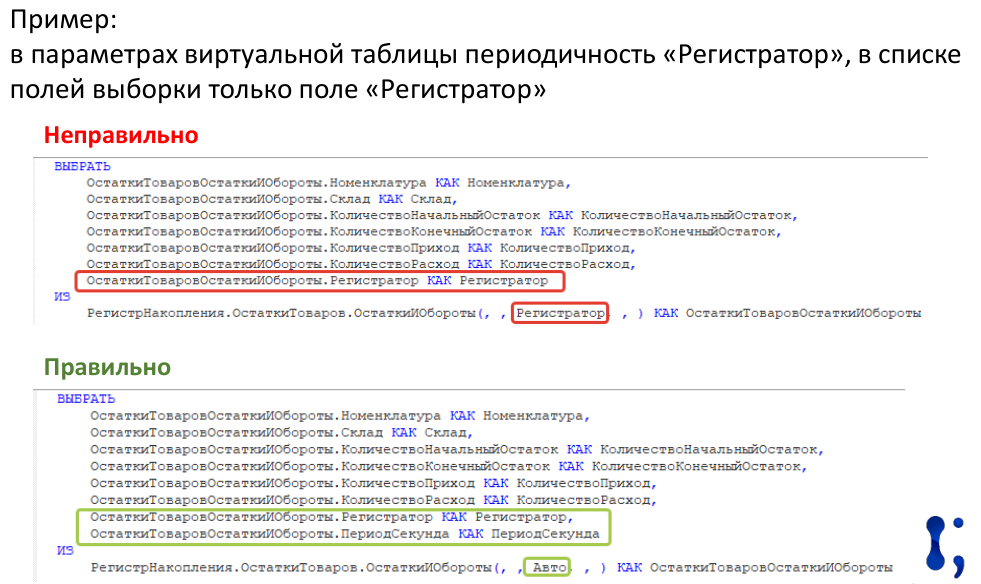 Пример:
в параметрах виртуальной таблицы периодичность «Регистратор», в списке
полей выборки только поле «Регистратор»
Неправильно
ВЫБРАТЬ
ОстаткиТоваровОстаткиИОбороты.Номенклатура КАК Номенклатура,
ОстаткиТоваровОстаткиИОбороты.Склад КАК Склад,
ОстаткиТоваровОстаткиИОбороты.КоличествоНачальныйОстаток КАК КоличествоНачальныйОстаток,
ОстаткиТоваровОстаткиИОбороты.КоличествоКонечныйОстаток КАК КоличествоКонечныйОстаток,
ОстаткиТоваровОстаткиИОбороты.КоличествоПриход КАК КоличествоПриход,
ОстаткиТоваровОстаткиИОбороты.КоличествоРасход КАК КоличествоРасход,
ОстаткиТоваровОстаткиИОбороты.Регистратор КАК Регистратор
ИЗ
РегистрНакопления.ОстаткиТоваров.ОстаткиИОбороты(, , Регистратор, , ) КАК ОстаткиТоваровОстаткиИОбороты
Правильно
ВЫБРАТЬ
ОстаткиТоваровОстаткиИОбороты.Номенклатура КАК Номенклатура,
ОстаткиТоваровОстаткиИОбороты.Склад КАК Склад,
ОстаткиТоваровОстаткиИОбороты.КоличествоНачальныйОстаток КАК КоличествоНачальныйОстаток,
ОстаткиТоваровОстаткиИОбороты.КоличествоКонечныйОстаток КАК КоличествоКонечныйОстаток,
ОстаткиТоваровОстаткиИОбороты.КоличествоПриход КАК КоличествоПриход,
ОстаткиТоваровОстаткиИОбороты.КоличествоРасход КАК КоличествоРасход,
ОстаткиТоваровОстаткиИОбороты.Регистратор КАК Регистратор,
ОстаткиТоваровОстаткиИОбороты.ПериодСекунда КАК ПериодСекунда
ИЗ
РегистрНакопления.ОстаткиТоваров.ОстаткиИОбороты(, , Авто, , ) КАК ОстаткиТоваровОстаткиИОбороты